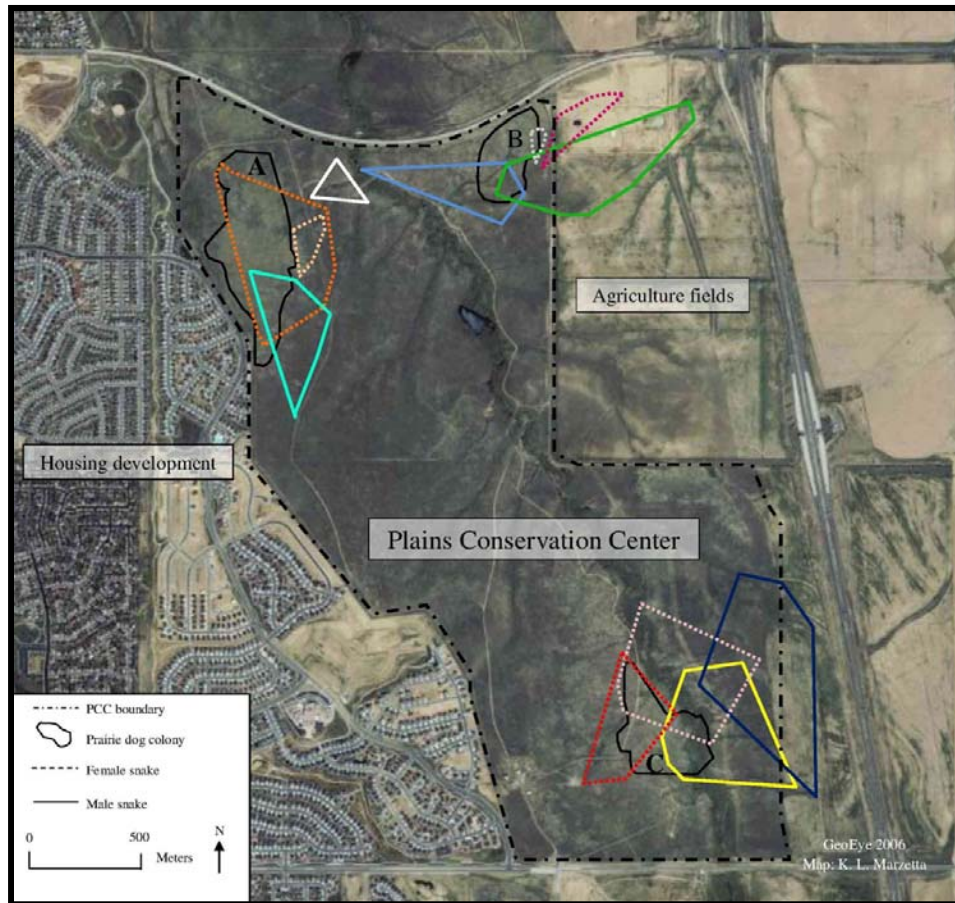 A
B
Agriculture fields
Housing development
Plains Conservation Center
C
PCC boundary
Prairie dog colony
Female snake
Male snake
0 500
Meters
N
GeoEye 2006
Map: K. L. Marzetta